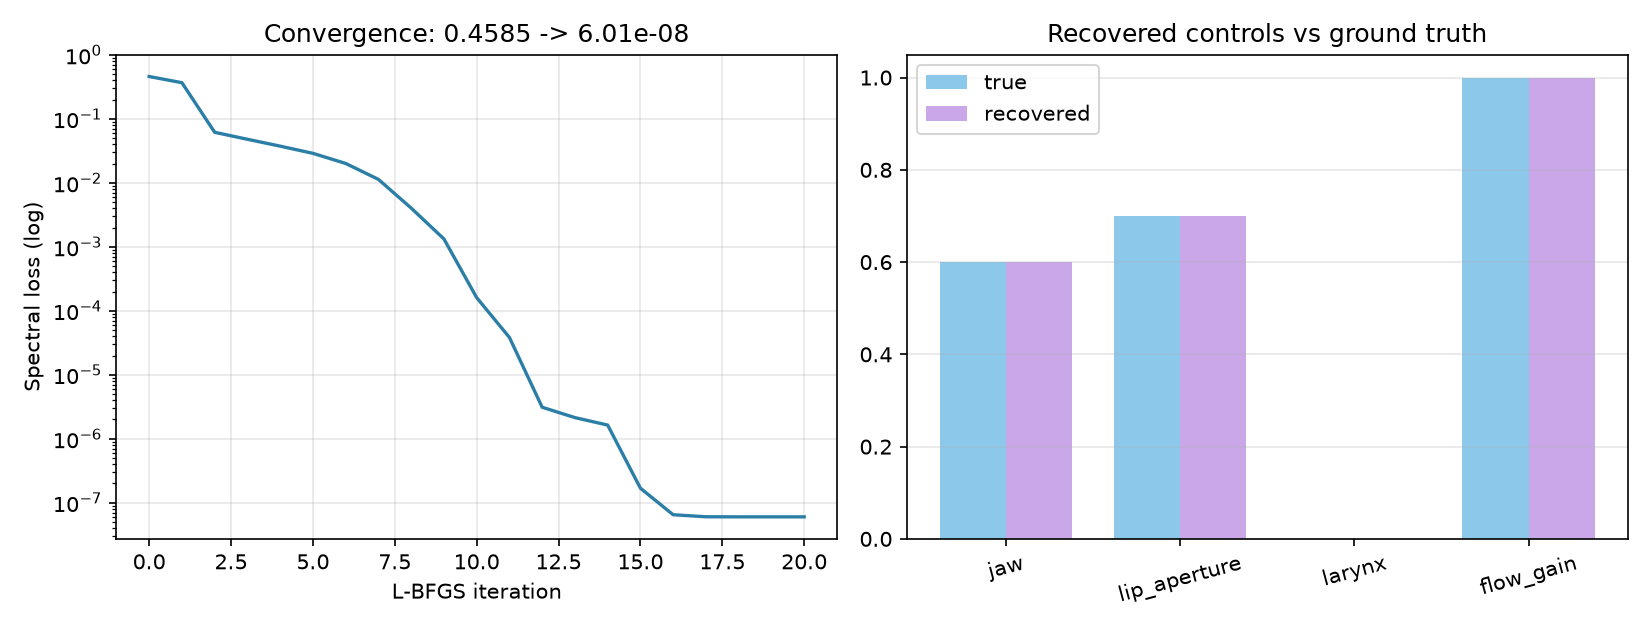 Convergence: 0.4585 -> 6.01e-08
10⁰
10⁻¹
10⁻²
10⁻³
10⁻⁴
10⁻⁵
10⁻⁶
10⁻⁷
Spectral loss (log)
0.0 2.5 5.0 7.5 10.0 12.5 15.0 17.5 20.0
L-BFGS iteration
Recovered controls vs ground truth
true
recovered
1.0
0.8
0.6
0.4
0.2
0.0
jaw lip_aperture larynx flow_gain